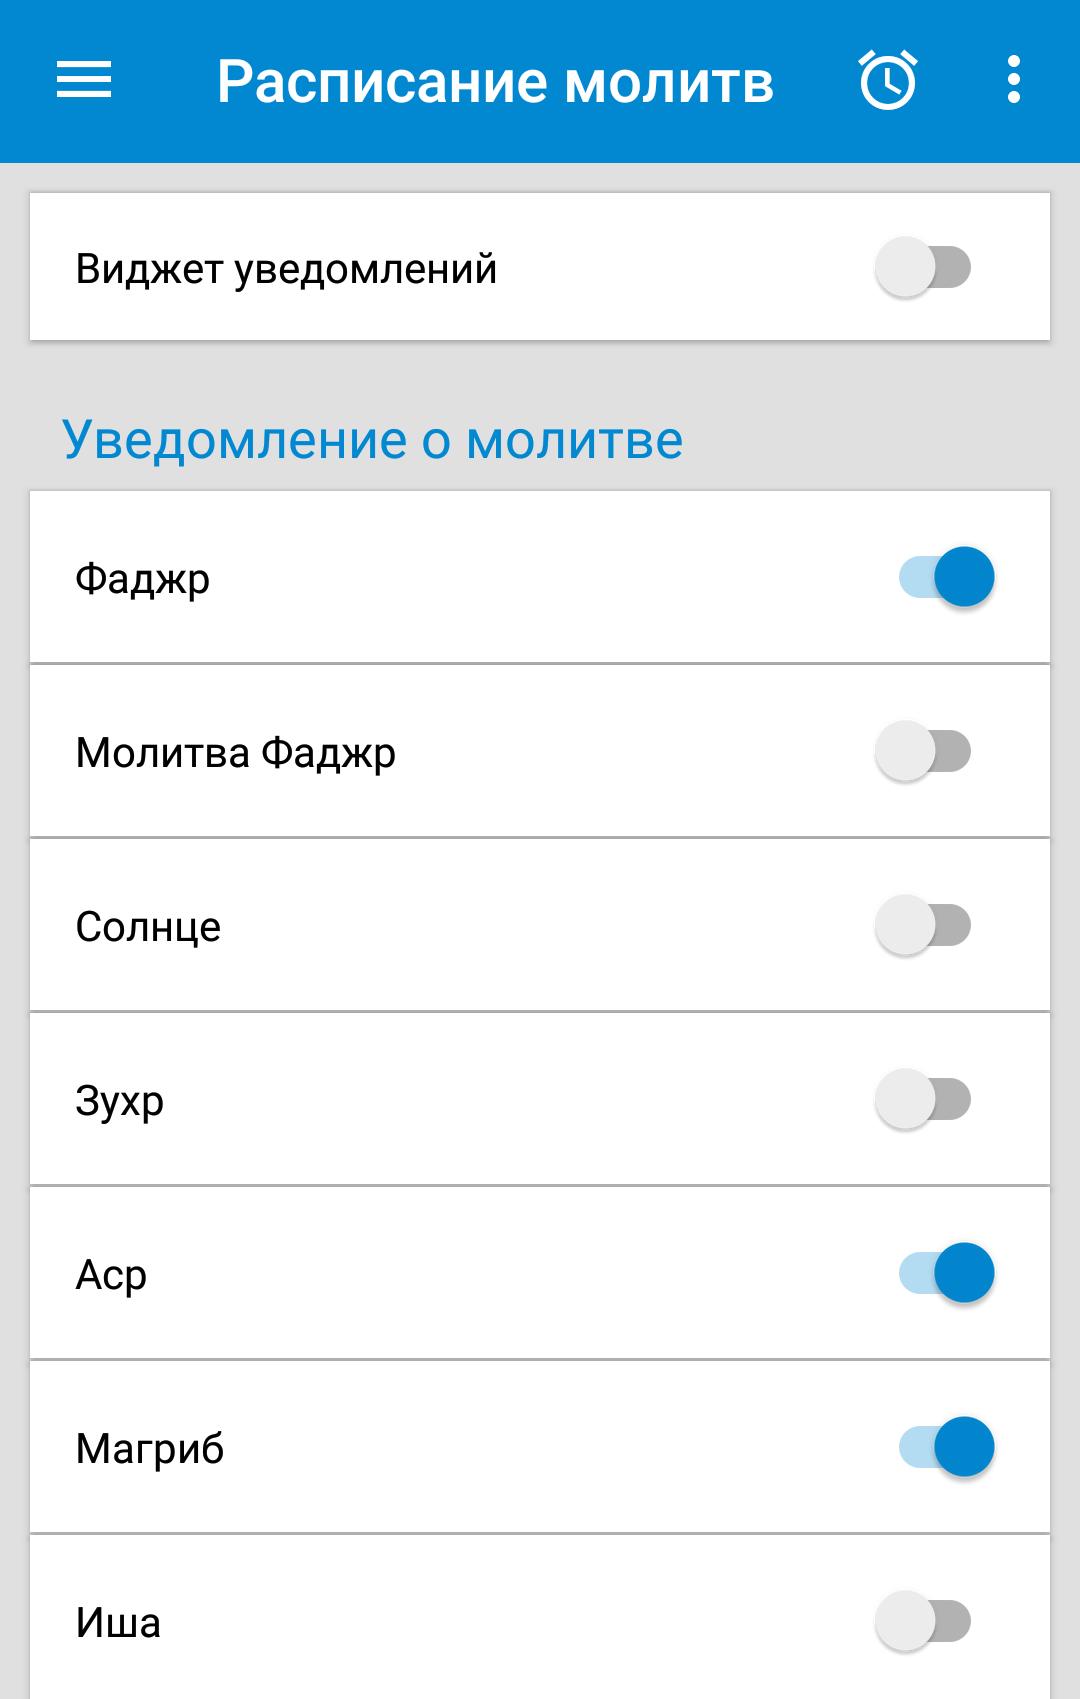 Расписание молитв
Виджет уведомлений
Уведомление о молитве
Фаджр
Молитва Фаджр
Солнце
Зухр
Аср
Магриб
Иша